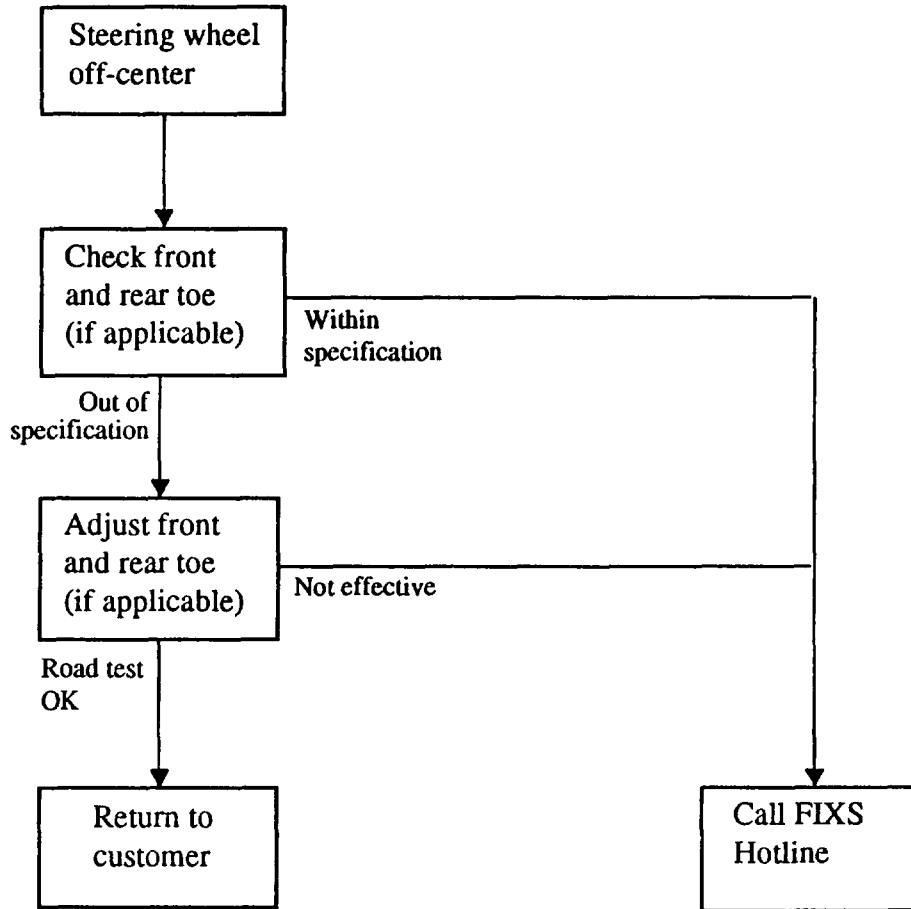 Steering wheel
off-center
Check front
and rear toe
(if applicable)
Within
specification
Out of
specification
Adjust front
and rear toe
(if applicable)
Not effective
Road test
OK
Return to
customer
Call FIXS
Hotline